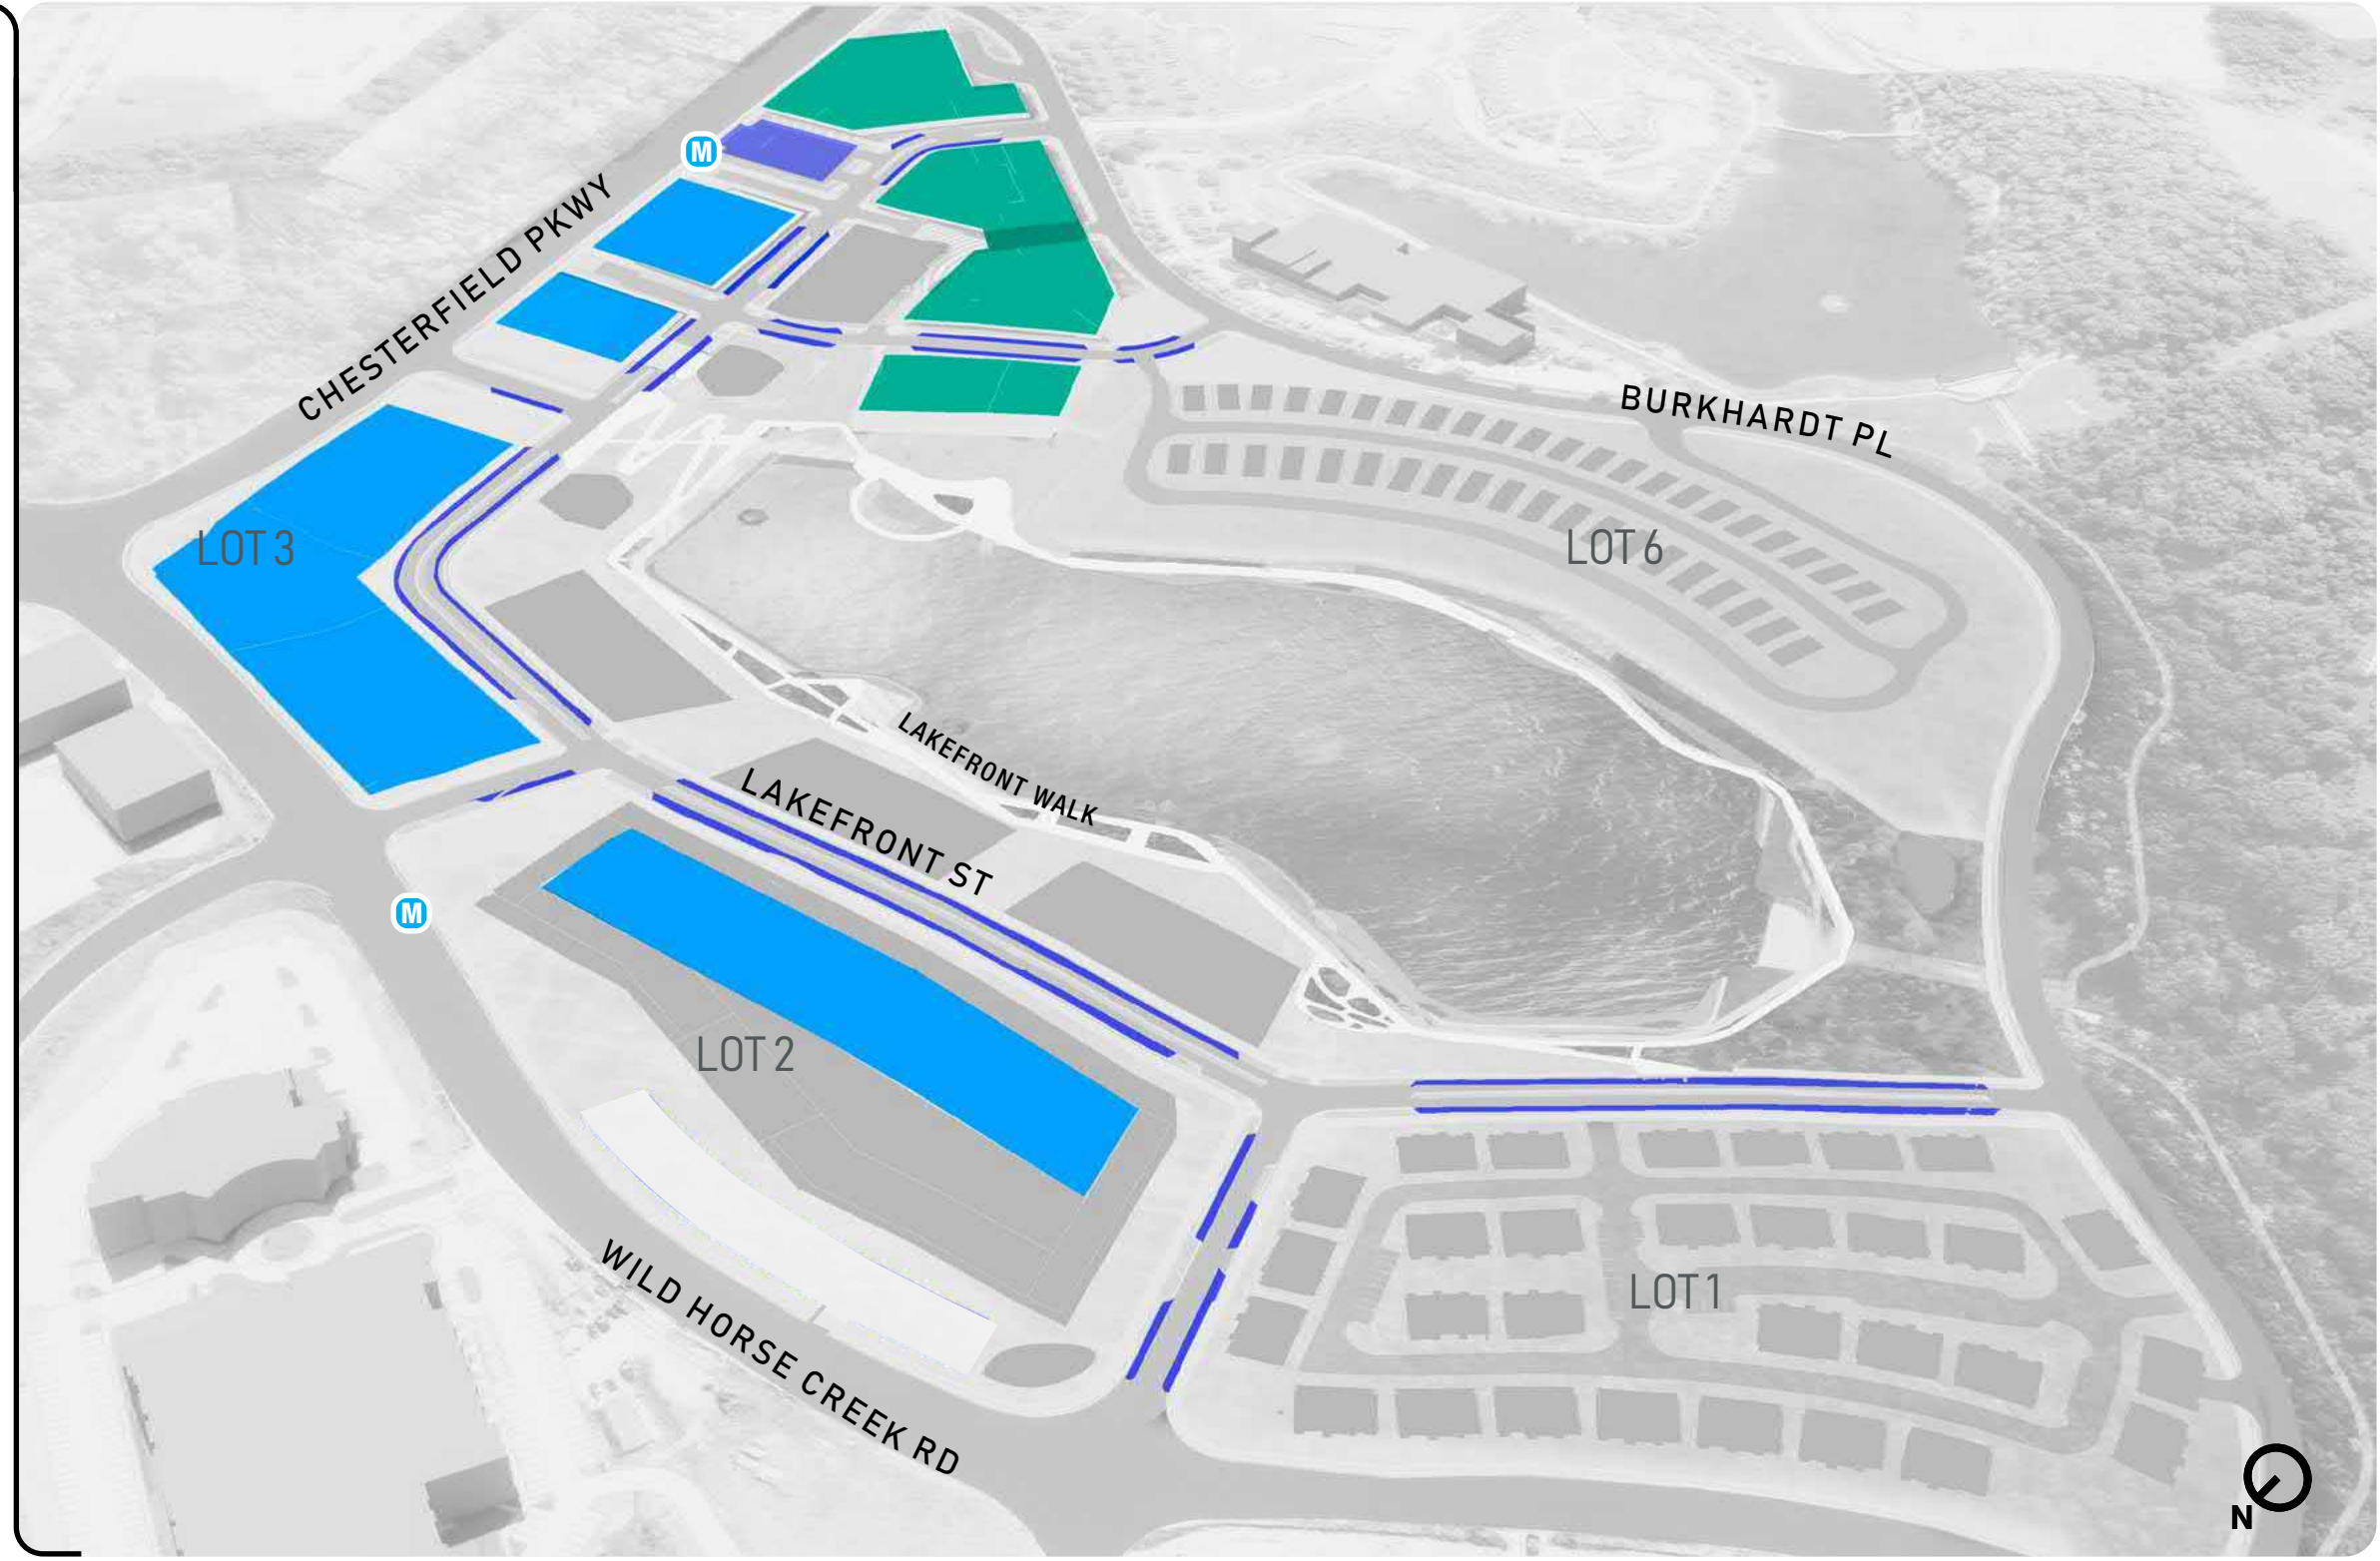 M
CHESTERFIELD PKWY
BURKHARDT PL
LOT 3
LOT 6
LAKEFRONT WALK
LAKEFRONT ST
M
LOT 2
WILD HORSE CREEK RD
LOT 1
N